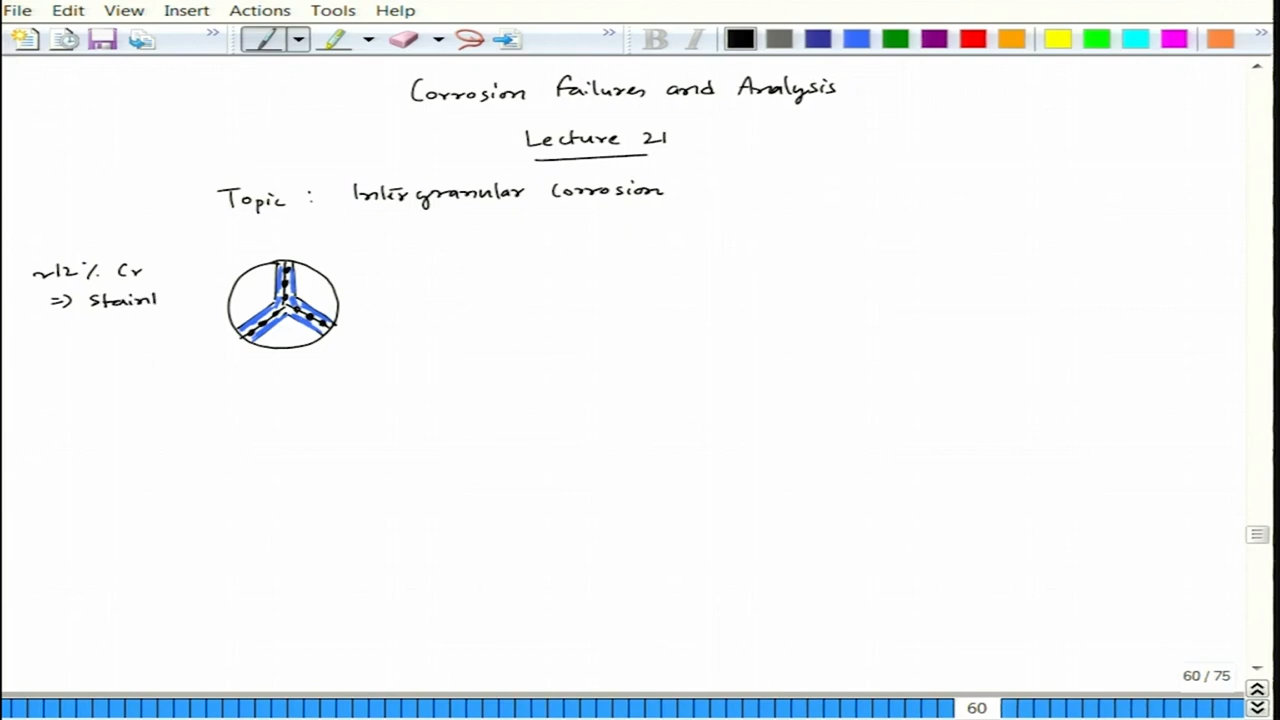 File Edit View Insert Actions Tools Help
B I
Corrosion Failures and Analysis
Lecture 21
Topic : Intergranular Corrosion
~12% Cr
=> Stainl
60 / 75
60